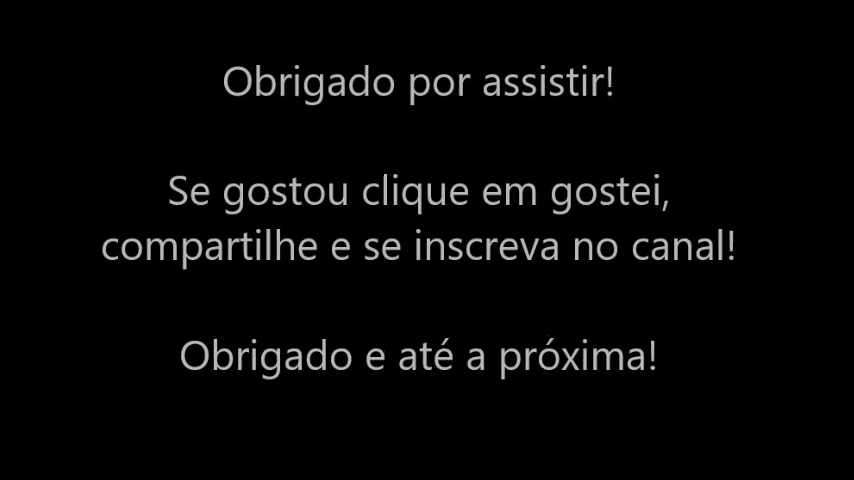 Obrigado por assistir!
Se gostou clique em gostei,
compartilhe e se inscreva no canal!
Obrigado e até a próxima!